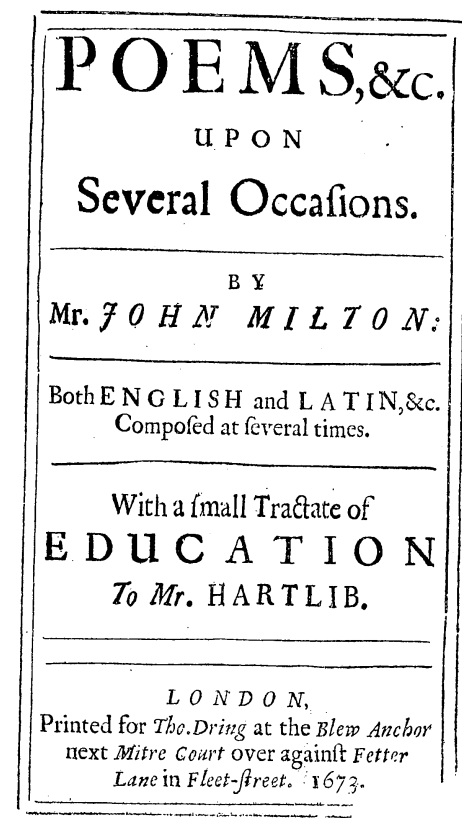 POEMS, &c.
UPON
Several Occaſions.
BY
Mr. JOHN MILTON:
Both ENGLISH and LATIN, &c.
Compoſed at ſeveral times.
With a ſmall Tractate of
EDUCATION
To Mr. HARTLIB.
LONDON,
Printed for Tho. Dring at the Blew Anchor
next Mitre Court over againſt Fetter
Lane in Fleet-ſtreet. 1673.